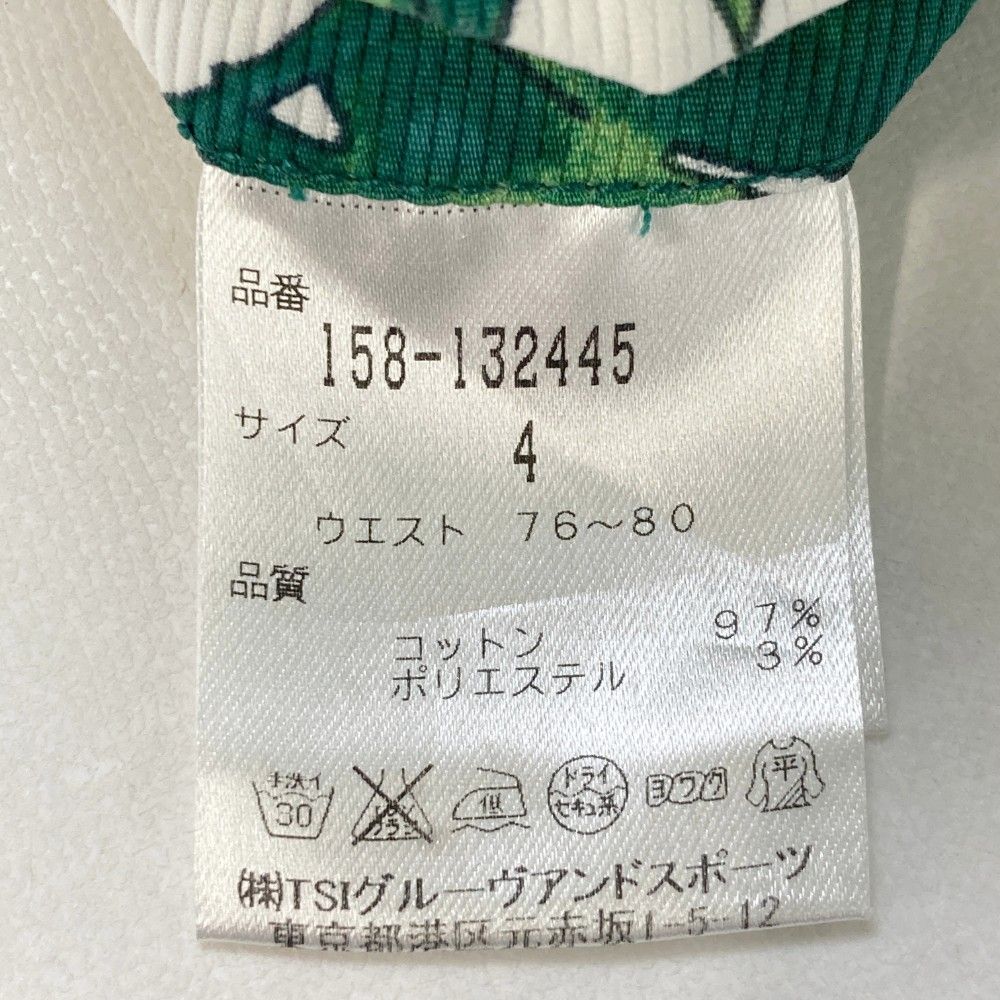 品番
158-132445
サイズ 4
ウエスト 76～80
品質
コットン 97%
ポリエステル 3%
手洗イ 30
低
ドライ セキユ系
ヨワク
平
(株)TSIグルーヴアンドスポーツ
東京都港区元赤坂1-5-12